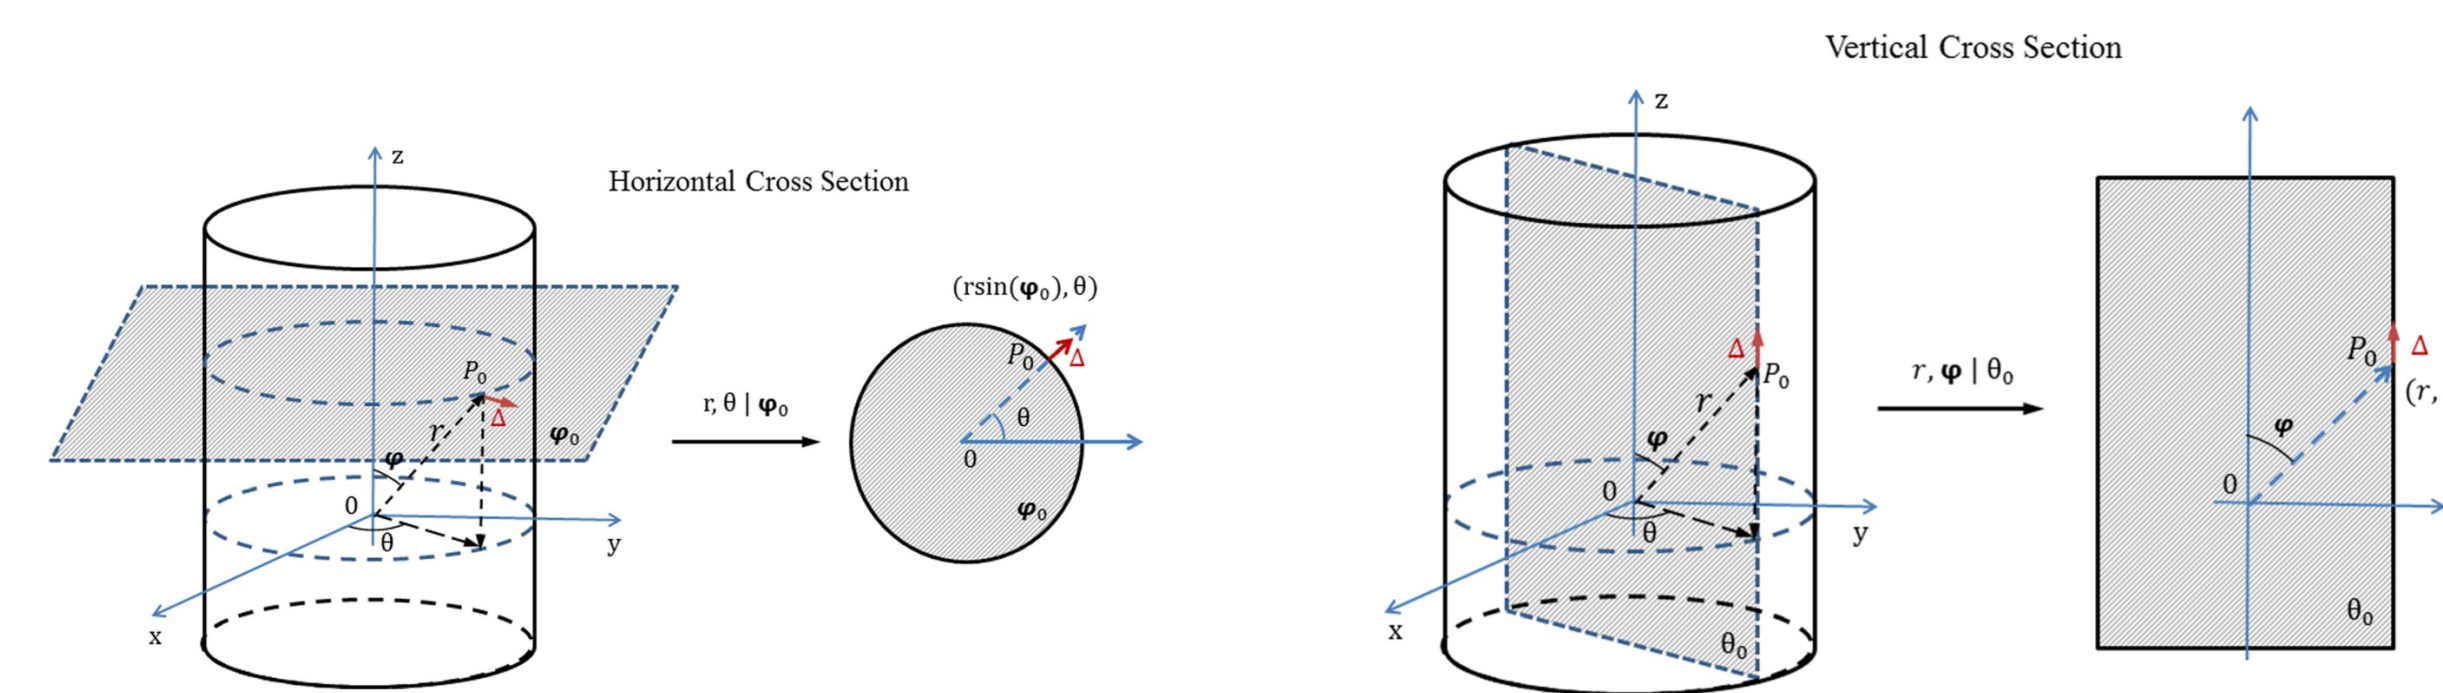 Horizontal Cross Section
z
P₀
Δ
r
φ₀
φ
0
θ
y
x
r, θ | φ₀
(rsin(φ₀), θ)
P₀
Δ
θ
0
φ₀
Vertical Cross Section
z
Δ
P₀
r
φ
0
θ
y
x
θ₀
r, φ | θ₀
P₀
Δ
(r,
φ
0
θ₀